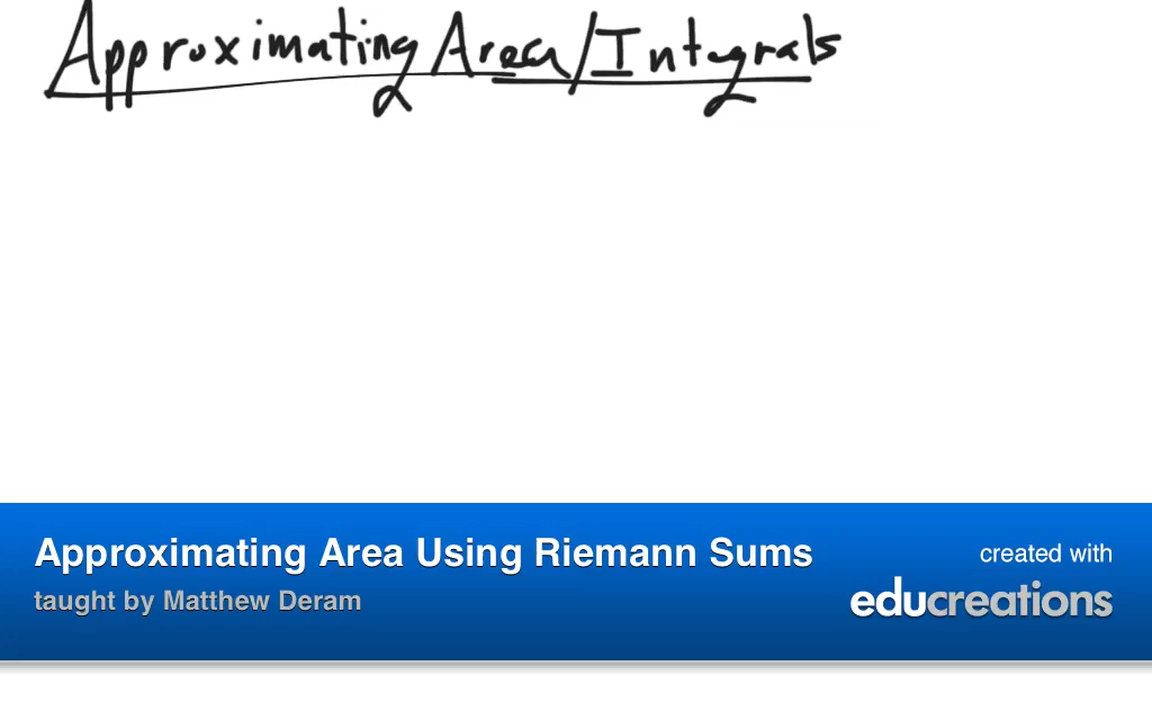 Approximating Area/Integrals
Approximating Area Using Riemann Sums
taught by Matthew Deram
created with
educreations